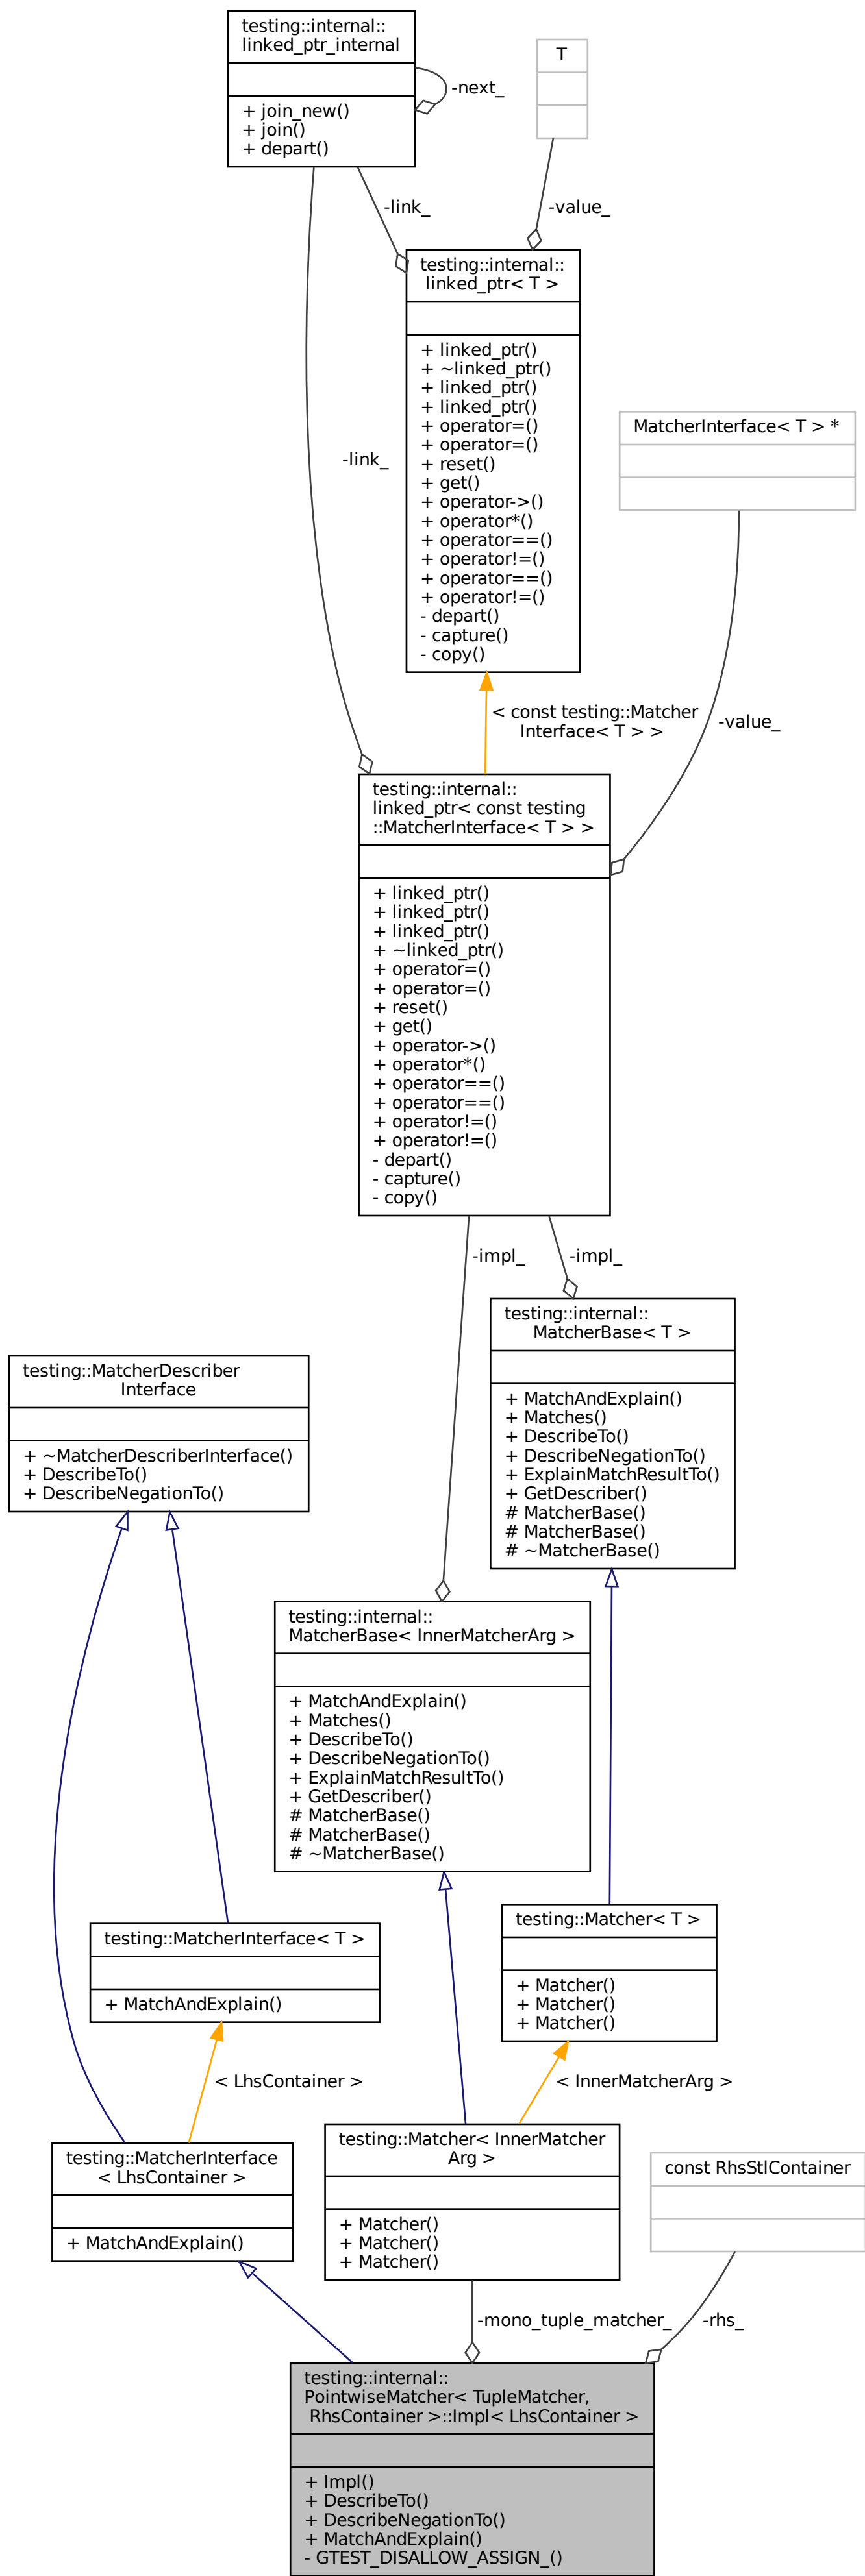 testing::internal::
linked_ptr_internal
+ join_new()
+ join()
+ depart()
-next_
T
-link_
-value_
testing::internal::
linked_ptr< T >
+ linked_ptr()
+ ~linked_ptr()
+ linked_ptr()
+ linked_ptr()
+ operator=()
+ operator=()
+ reset()
+ get()
+ operator->()
+ operator*()
+ operator==()
+ operator!=()
+ operator==()
+ operator!=()
- depart()
- capture()
- copy()
MatcherInterface< T > *
-link_
< const testing::Matcher
Interface< T > >
-value_
testing::internal::
linked_ptr< const testing
::MatcherInterface< T > >
+ linked_ptr()
+ linked_ptr()
+ linked_ptr()
+ ~linked_ptr()
+ operator=()
+ operator=()
+ reset()
+ get()
+ operator->()
+ operator*()
+ operator==()
+ operator==()
+ operator!=()
+ operator!=()
- depart()
- capture()
- copy()
-impl_
-impl_
testing::internal::
MatcherBase< T >
+ MatchAndExplain()
+ Matches()
+ DescribeTo()
+ DescribeNegationTo()
+ ExplainMatchResultTo()
+ GetDescriber()
# MatcherBase()
# MatcherBase()
# ~MatcherBase()
testing::MatcherDescriber
Interface
+ ~MatcherDescriberInterface()
+ DescribeTo()
+ DescribeNegationTo()
testing::internal::
MatcherBase< InnerMatcherArg >
+ MatchAndExplain()
+ Matches()
+ DescribeTo()
+ DescribeNegationTo()
+ ExplainMatchResultTo()
+ GetDescriber()
# MatcherBase()
# MatcherBase()
# ~MatcherBase()
testing::Matcher< T >
+ Matcher()
+ Matcher()
+ Matcher()
testing::MatcherInterface< T >
+ MatchAndExplain()
< LhsContainer >
< InnerMatcherArg >
testing::MatcherInterface
< LhsContainer >
+ MatchAndExplain()
testing::Matcher< InnerMatcher
Arg >
+ Matcher()
+ Matcher()
+ Matcher()
const RhsStlContainer
-mono_tuple_matcher_
-rhs_
testing::internal::
PointwiseMatcher< TupleMatcher,
RhsContainer >::Impl< LhsContainer >
+ Impl()
+ DescribeTo()
+ DescribeNegationTo()
+ MatchAndExplain()
- GTEST_DISALLOW_ASSIGN_()